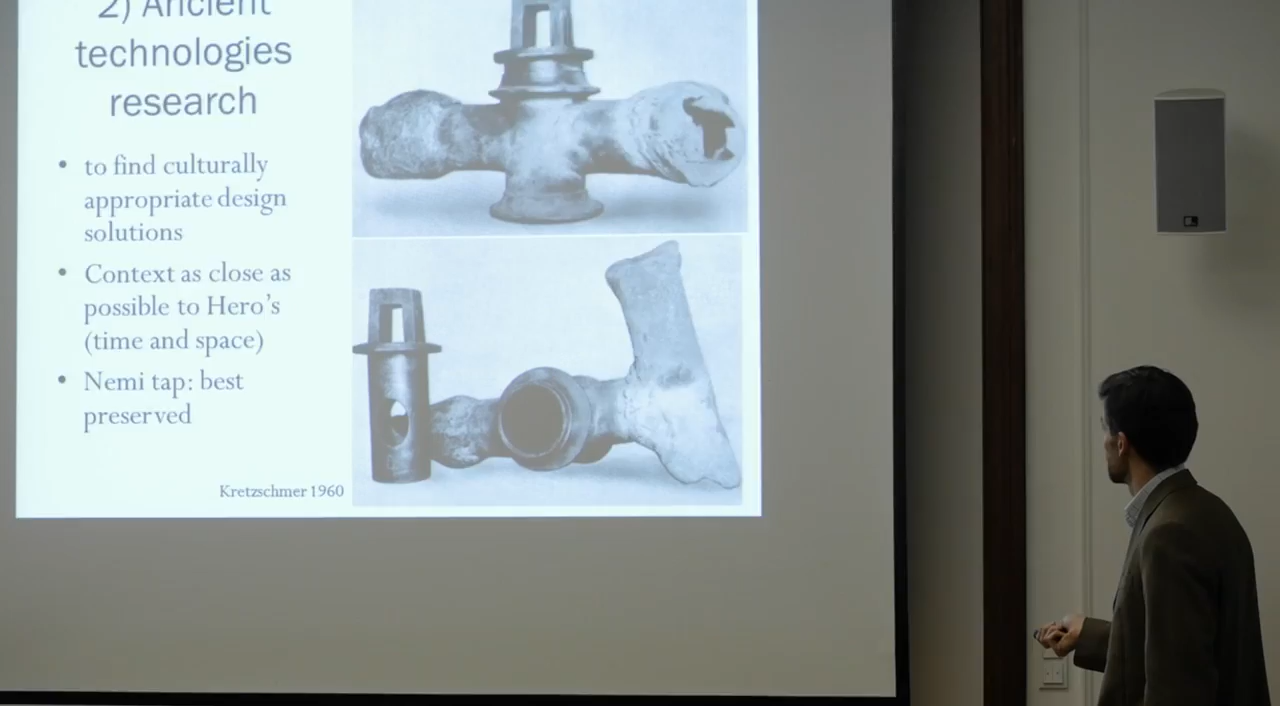 2) Ancient
technologies
research
• to find culturally
appropriate design
solutions
• Context as close as
possible to Hero's
(time and space)
• Nemi tap: best
preserved
Kretzschmer 1960